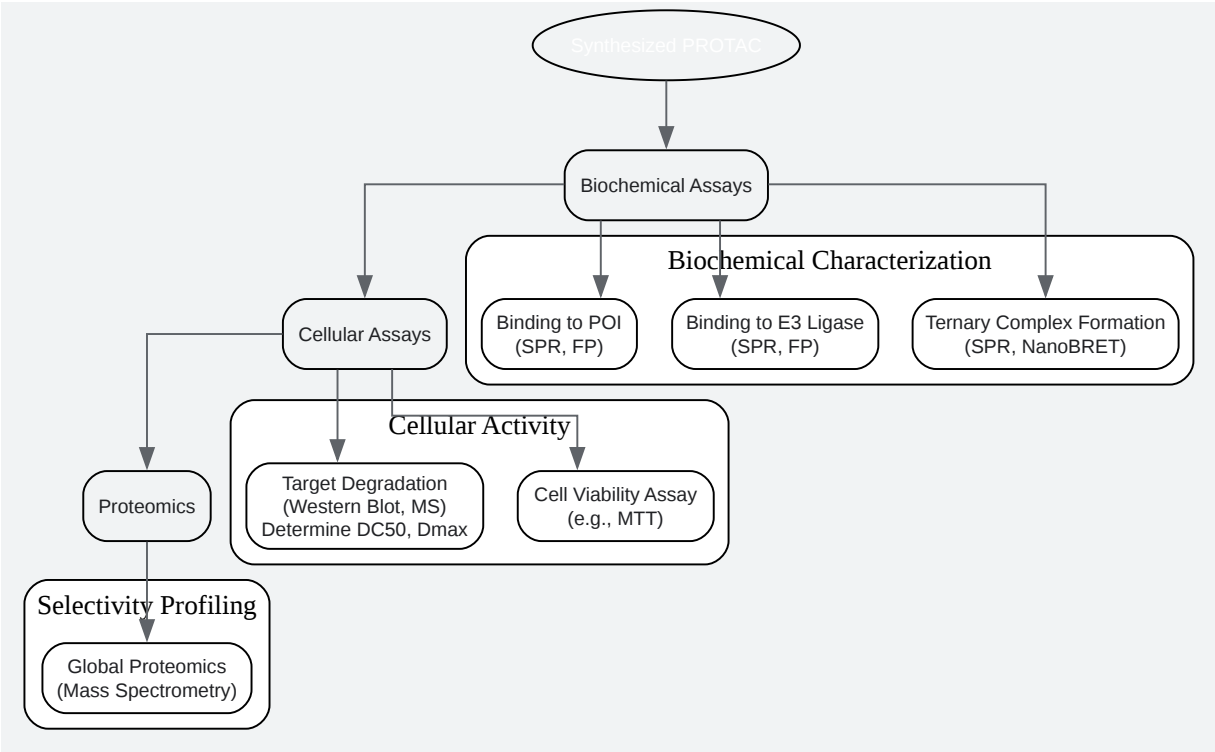 Synthesized PROTAC
Biochemical Assays
Biochemical Characterization
Cellular Assays
Binding to POI
(SPR, FP)
Binding to E3 Ligase
(SPR, FP)
Ternary Complex Formation
(SPR, NanoBRET)
Cellular Activity
Proteomics
Target Degradation
(Western Blot, MS)
Determine DC50, Dmax
Cell Viability Assay
(e.g., MTT)
Selectivity Profiling
Global Proteomics
(Mass Spectrometry)